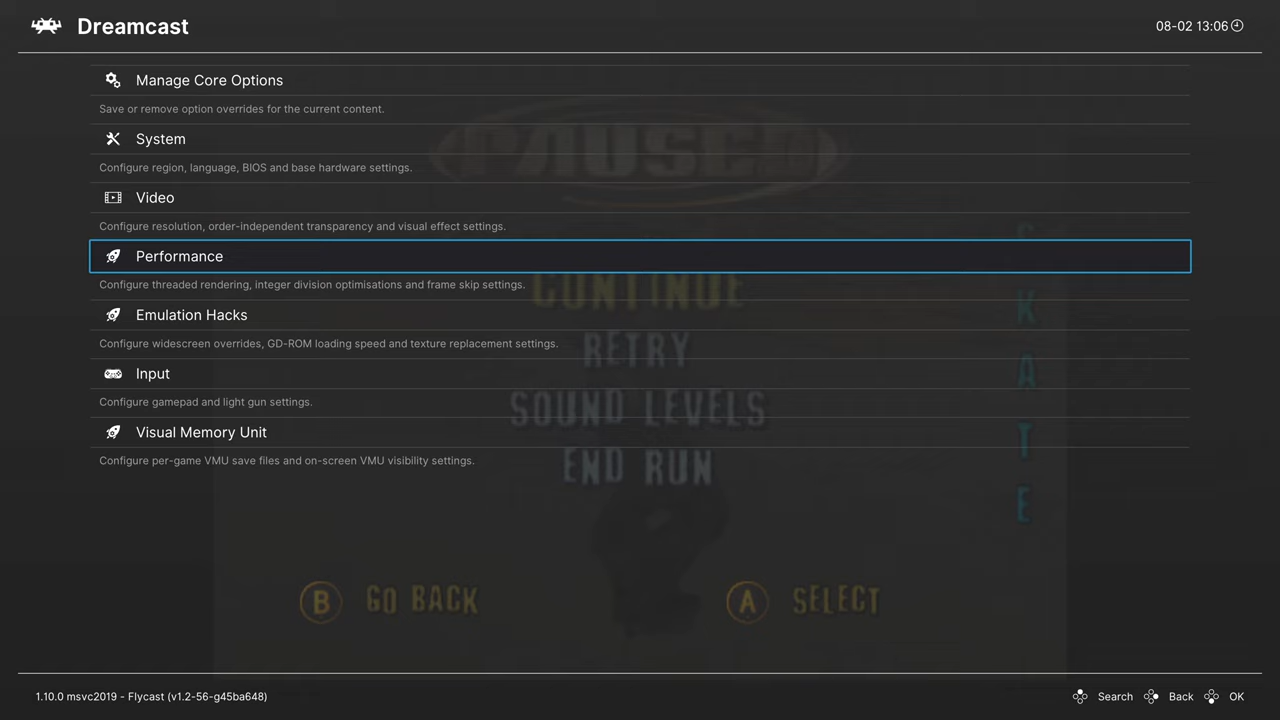 Dreamcast
08-02 13:06
Manage Core Options
Save or remove option overrides for the current content.
System
Configure region, language, BIOS and base hardware settings.
PAUSED
Video
Configure resolution, order-independent transparency and visual effect settings.
Performance
Configure threaded rendering, integer division optimisations and frame skip settings.
CONTINUE
Emulation Hacks
Configure widescreen overrides, GD-ROM loading speed and texture replacement settings.
RETRY
Input
Configure gamepad and light gun settings.
SOUND LEVELS
Visual Memory Unit
Configure per-game VMU save files and on-screen VMU visibility settings.
END RUN
S
K
A
T
E
B GO BACK
A SELECT
1.10.0 msvc2019 - Flycast (v1.2-56-g45ba648)
Search Back OK